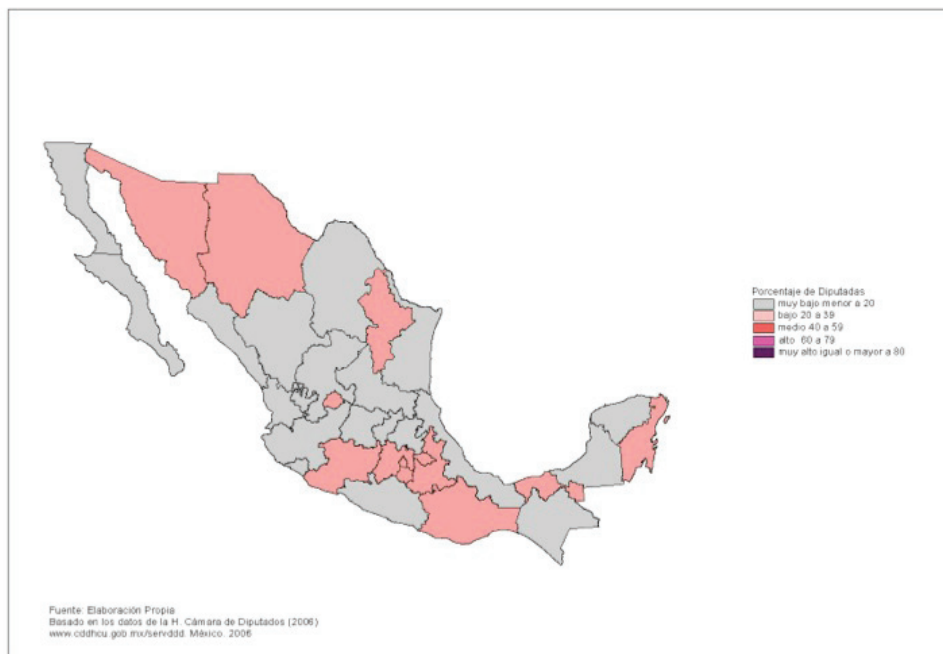 Porcentaje de Diputadas
muy bajo menor a 20
bajo 20 a 39
medio 40 a 59
alto 60 a 79
muy alto igual o mayor a 80
Fuente: Elaboración Propia
Basado en los datos de la H. Cámara de Diputados (2006)
www.cddhcu.gob.mx/servddd. México. 2006